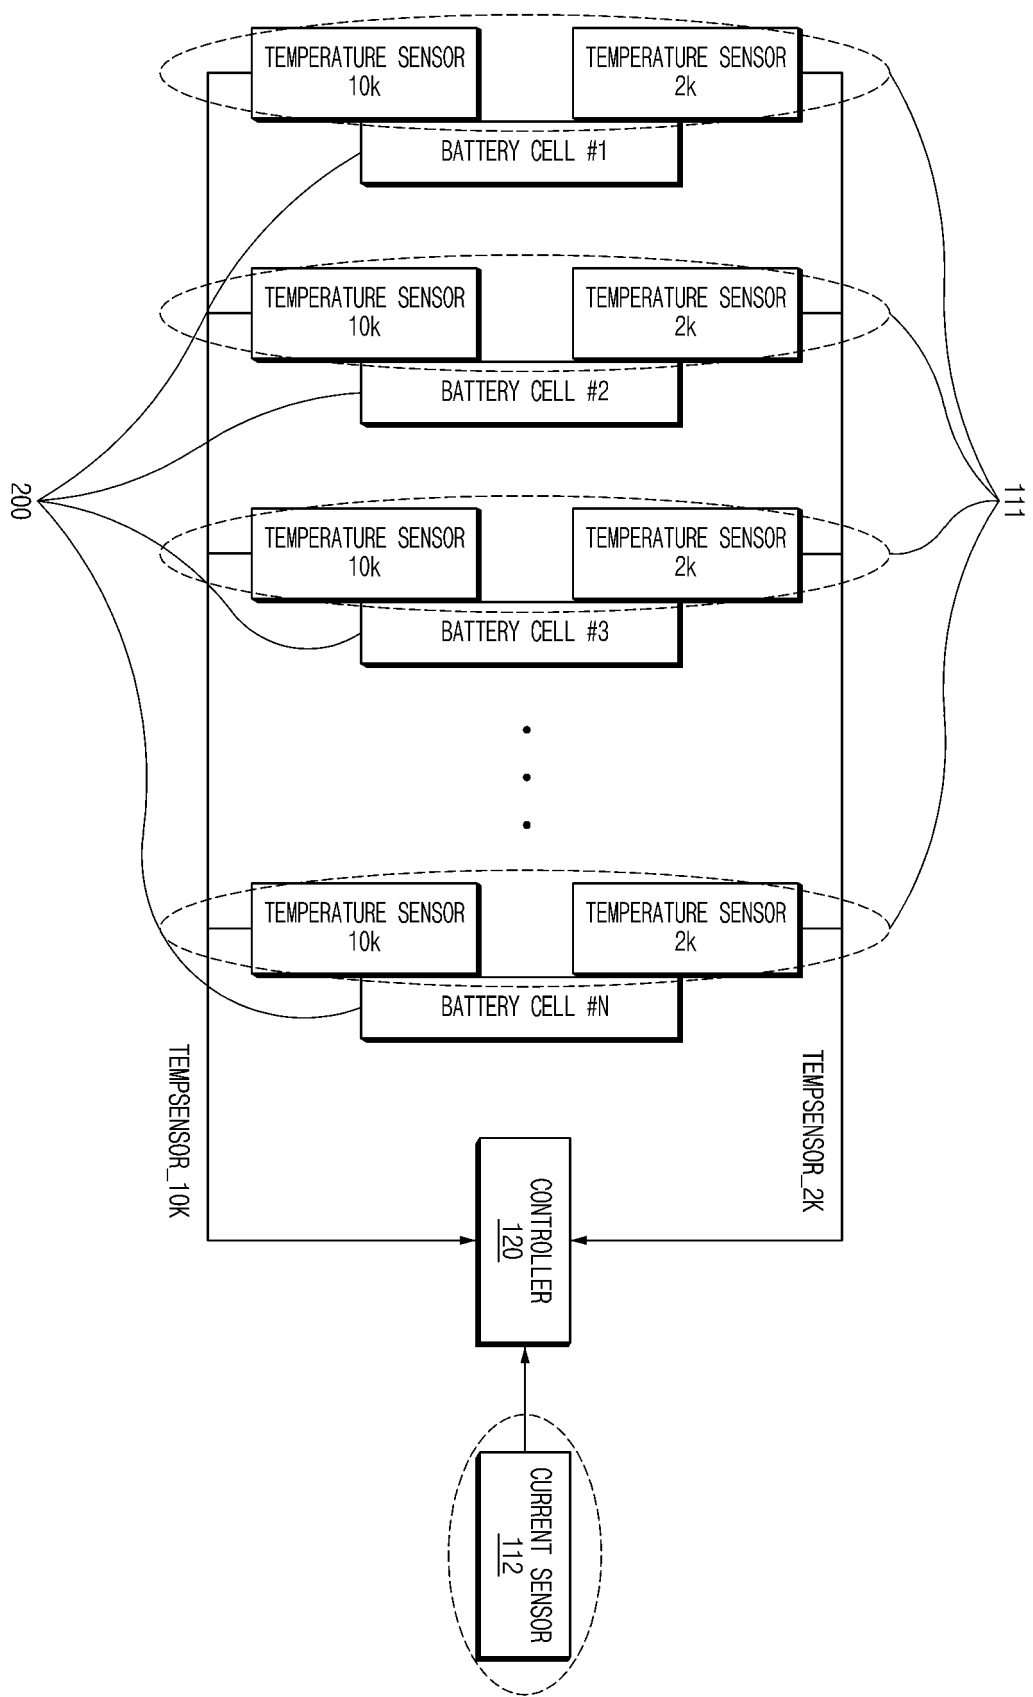 TEMPERATURE SENSOR
10k
TEMPERATURE SENSOR
2k
BATTERY CELL #1
TEMPERATURE SENSOR
10k
TEMPERATURE SENSOR
2k
BATTERY CELL #2
200
111
TEMPERATURE SENSOR
10k
TEMPERATURE SENSOR
2k
BATTERY CELL #3
TEMPERATURE SENSOR
10k
TEMPERATURE SENSOR
2k
BATTERY CELL #N
TEMPSENSOR_10K
TEMPSENSOR_2K
CONTROLLER
120
CURRENT SENSOR
112